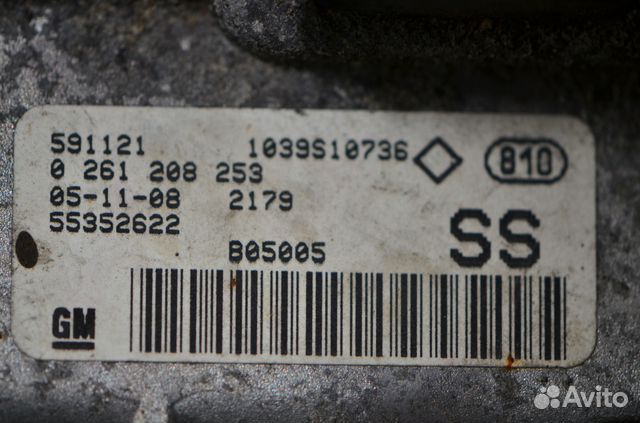 591121 1039S10736 810
0 261 208 253
05-11-08 2179
55352622 SS
B05005
GM
Avito